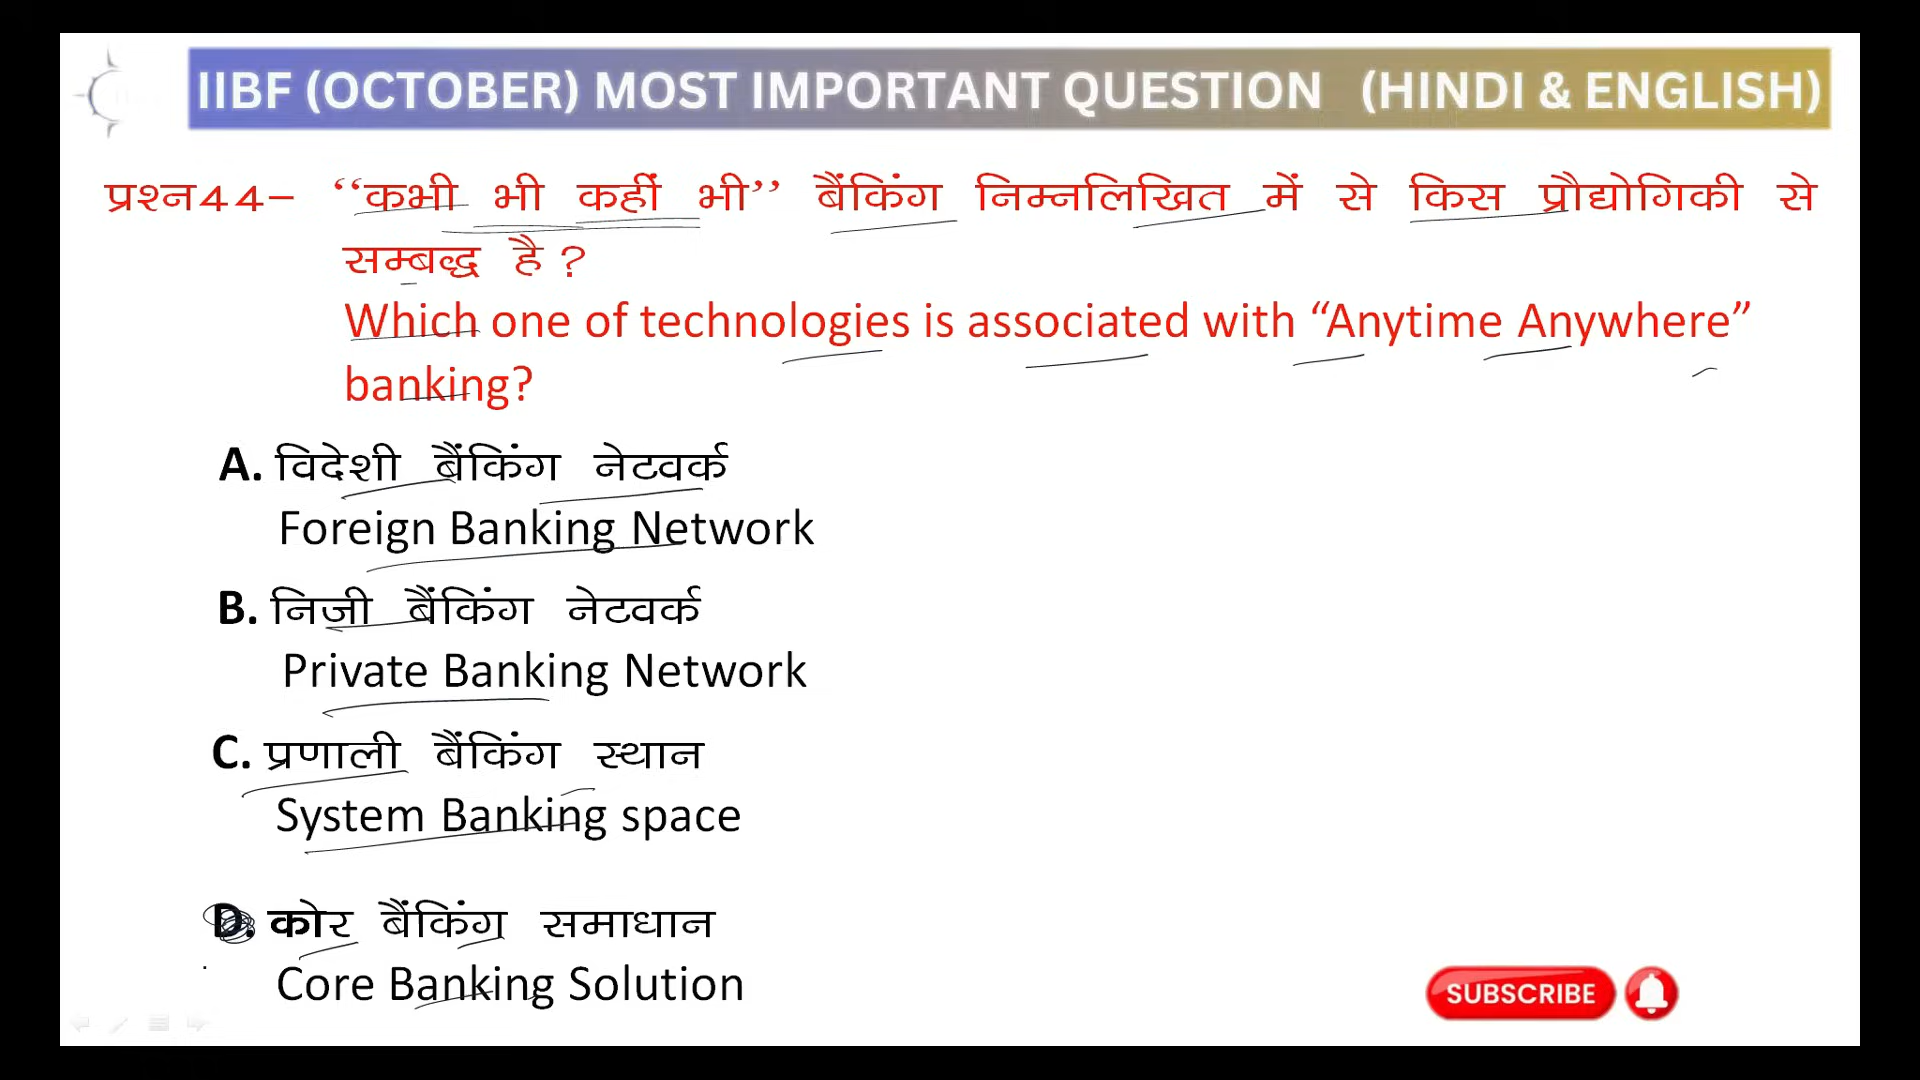 IIBF (OCTOBER) MOST IMPORTANT QUESTION (HINDI & ENGLISH)
प्रश्न44– ‘‘कभी भी कहीं भी’’ बैंकिंग निम्नलिखित में से किस प्रौद्योगिकी से
सम्बद्ध है ?
Which one of technologies is associated with “Anytime Anywhere”
banking?
A. विदेशी बैंकिंग नेटवर्क
Foreign Banking Network
B. निजी बैंकिंग नेटवर्क
Private Banking Network
C. प्रणाली बैंकिंग स्थान
System Banking space
D. कोर बैंकिंग समाधान
Core Banking Solution
SUBSCRIBE